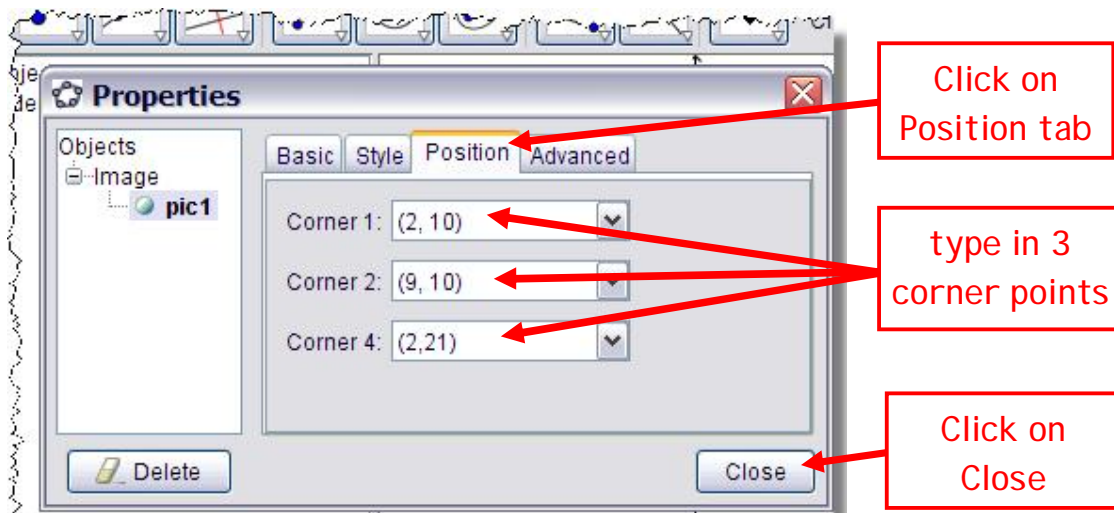 Properties
Objects
Image
pic1
Basic Style Position Advanced
Corner 1: (2, 10)
Corner 2: (9, 10)
Corner 4: (2,21)
Delete
Close
Click on
Position tab
type in 3
corner points
Click on
Close